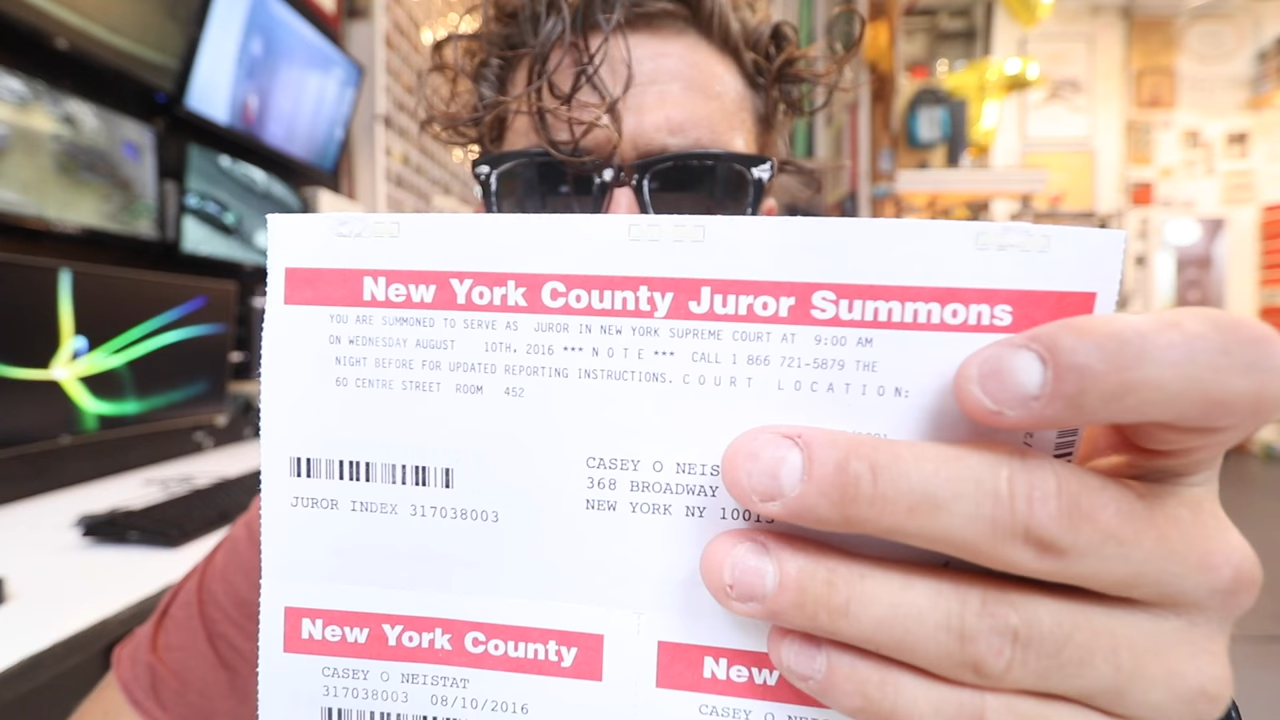 New York County Juror Summons
YOU ARE SUMMONED TO SERVE AS JUROR IN NEW YORK SUPREME COURT AT 9:00 AM
ON WEDNESDAY AUGUST 10TH, 2016 *** N O T E *** CALL 1 866 721-5879 THE
NIGHT BEFORE FOR UPDATED REPORTING INSTRUCTIONS. C O U R T L O C A T I O N:
60 CENTRE STREET ROOM 452
CASEY O NEIS
368 BROADWAY
NEW YORK NY 10013
JUROR INDEX 317038003
New York County
New
CASEY O NEISTAT
317038003 08/10/2016
CASEY O NEIST